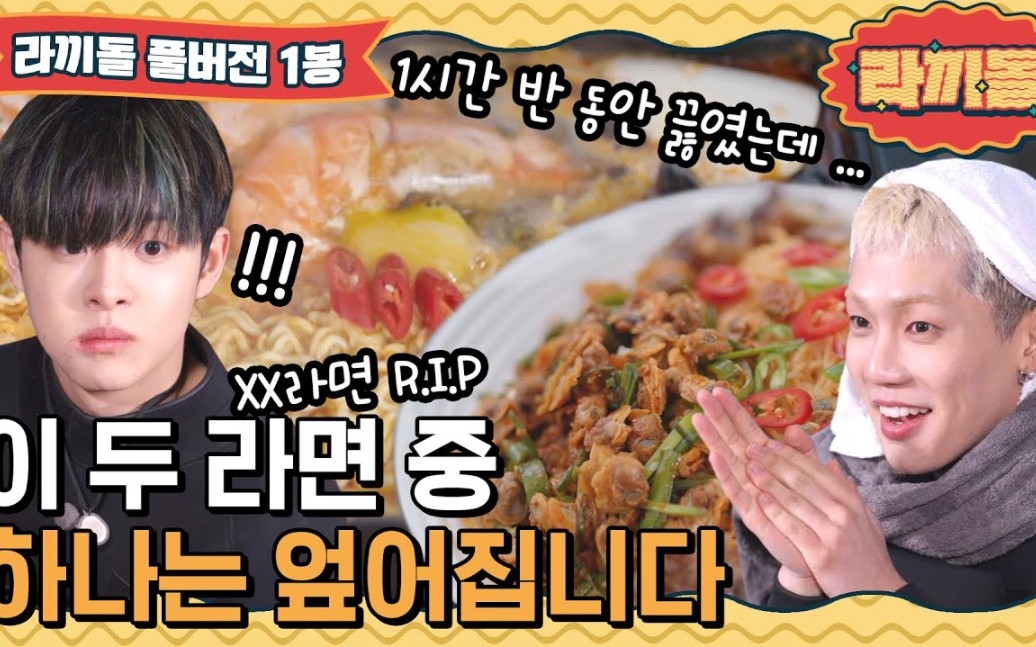 라끼돌 풀버전 1봉
라끼돌
1시간 반 동안 끓였는데 ...
!!!
XX라면 R.I.P
이 두 라면 중
하나는 엎어집니다